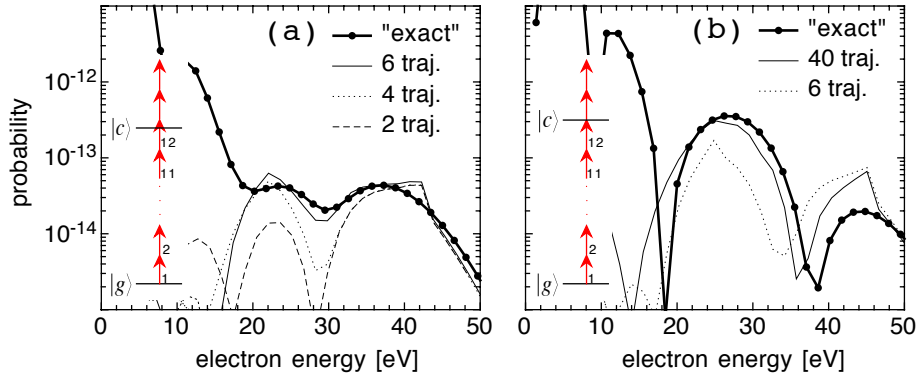 (a)
"exact"
6 traj.
4 traj.
2 traj.
probability
10^-12
10^-13
10^-14
|c⟩
12
11
2
1
|g⟩
0 10 20 30 40 50
electron energy [eV]
(b)
"exact"
40 traj.
6 traj.
|c⟩
12
11
2
1
|g⟩
0 10 20 30 40 50
electron energy [eV]